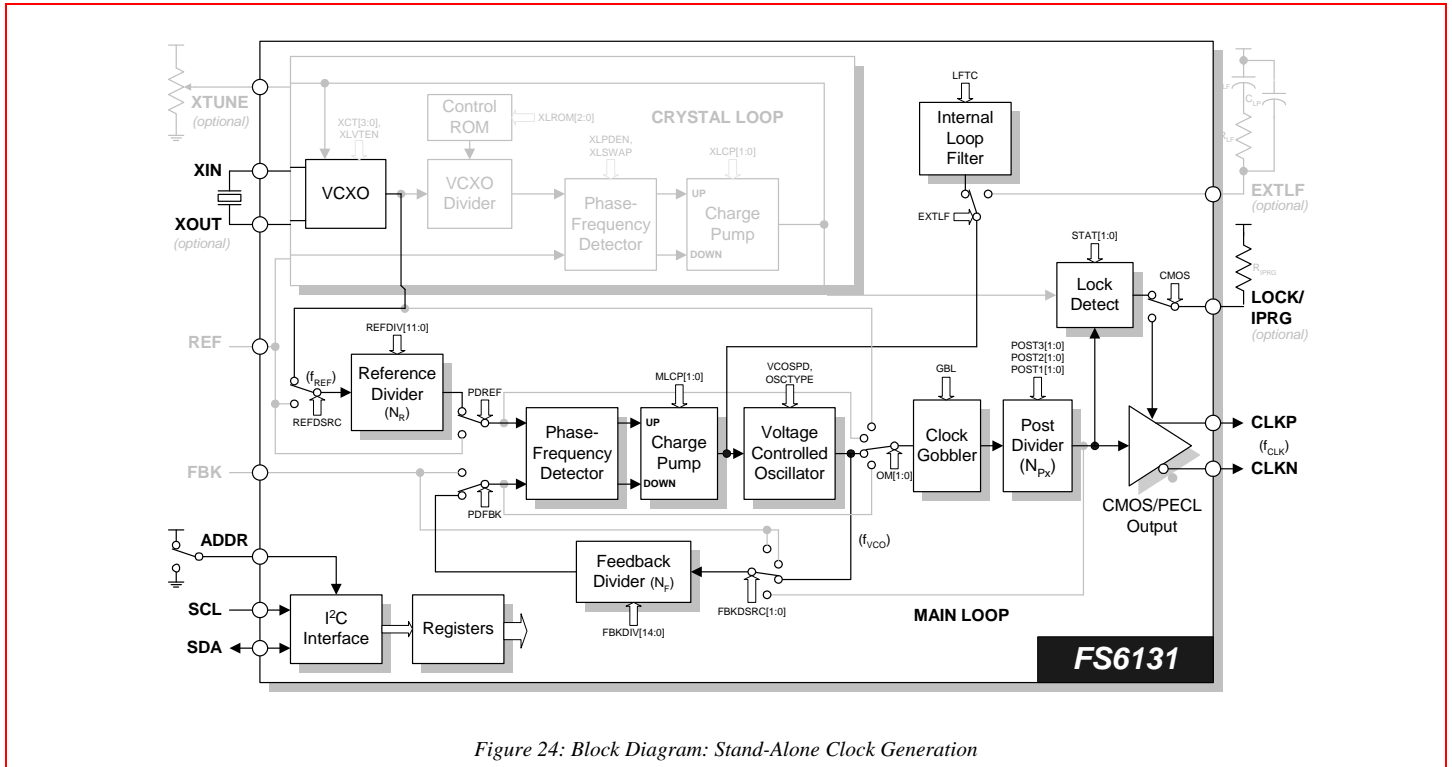 XTUNE
(optional)
XIN
XOUT
(optional)
XCT[3:0],
XLVTEN
VCXO
Control
ROM
XLROM[2:0]
VCXO
Divider
CRYSTAL LOOP
XLPDEN,
XLSWAP
Phase-
Frequency
Detector
XLCP[1:0]
UP
Charge
Pump
DOWN
LFTC
Internal
Loop
Filter
EXTLF
LF
C LP
R LF
EXTLF
(optional)
STAT[1:0]
Lock
Detect
CMOS
R IPRG
LOCK/
IPRG
(optional)
REF
(fREF)
REFDSRC
REFDIV[11:0]
Reference
Divider
(NR)
PDREF
Phase-
Frequency
Detector
MLCP[1:0]
UP
Charge
Pump
DOWN
VCOSPD,
OSCTYPE
Voltage
Controlled
Oscillator
OM[1:0]
GBL
Clock
Gobbler
POST3[1:0]
POST2[1:0]
POST1[1:0]
Post
Divider
(NPx)
CLKP
(fCLK)
CLKN
CMOS/PECL
Output
FBK
PDFBK
(fVCO)
Feedback
Divider (NF)
FBKDIV[14:0]
FBKDSRC[1:0]
MAIN LOOP
ADDR
SCL
SDA
I2C
Interface
Registers
FS6131
Figure 24: Block Diagram: Stand-Alone Clock Generation